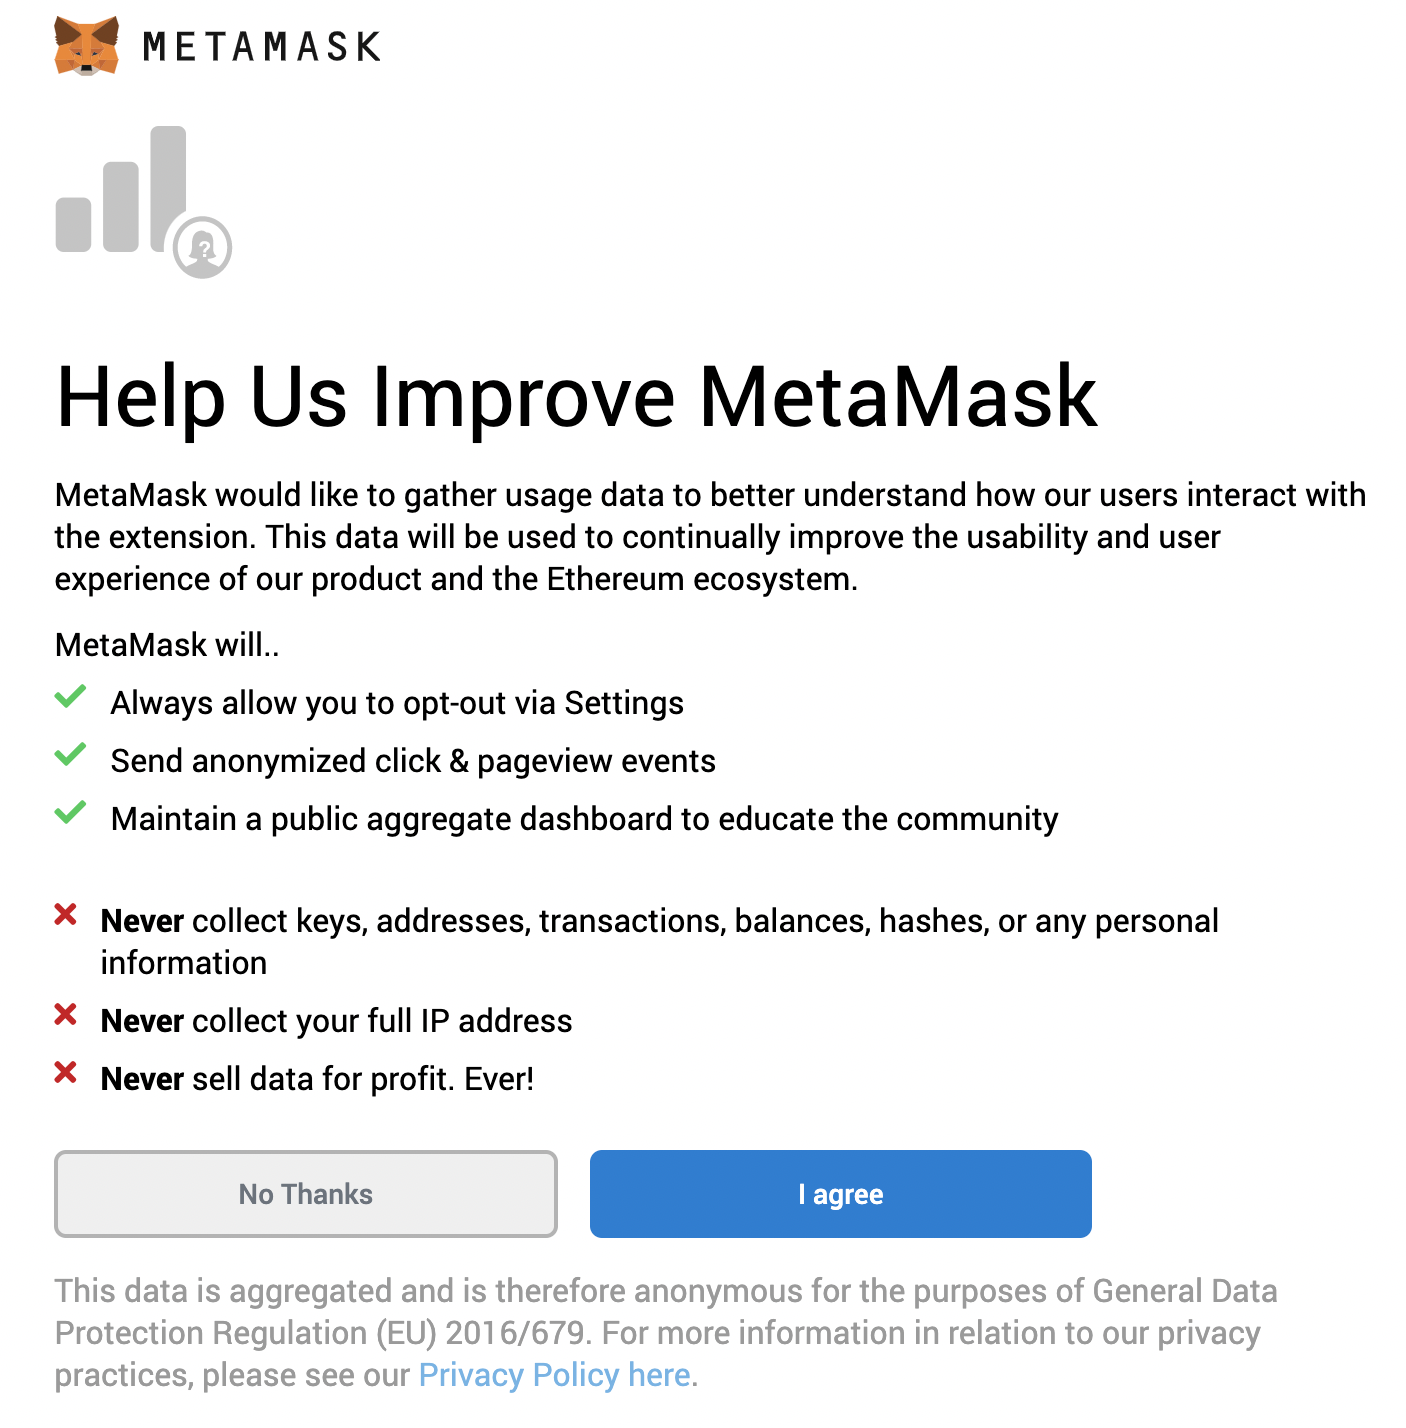 METAMASK
?
Help Us Improve MetaMask
MetaMask would like to gather usage data to better understand how our users interact with
the extension. This data will be used to continually improve the usability and user
experience of our product and the Ethereum ecosystem.
MetaMask will..
Always allow you to opt-out via Settings
Send anonymized click & pageview events
Maintain a public aggregate dashboard to educate the community
Never collect keys, addresses, transactions, balances, hashes, or any personal
information
Never collect your full IP address
Never sell data for profit. Ever!
No Thanks
I agree
This data is aggregated and is therefore anonymous for the purposes of General Data
Protection Regulation (EU) 2016/679. For more information in relation to our privacy
practices, please see our Privacy Policy here.